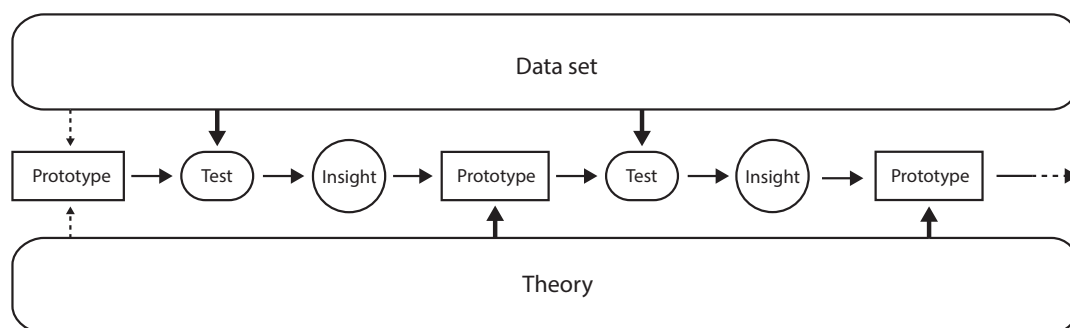 Data set
Prototype
Test
Insight
Prototype
Test
Insight
Prototype
Theory